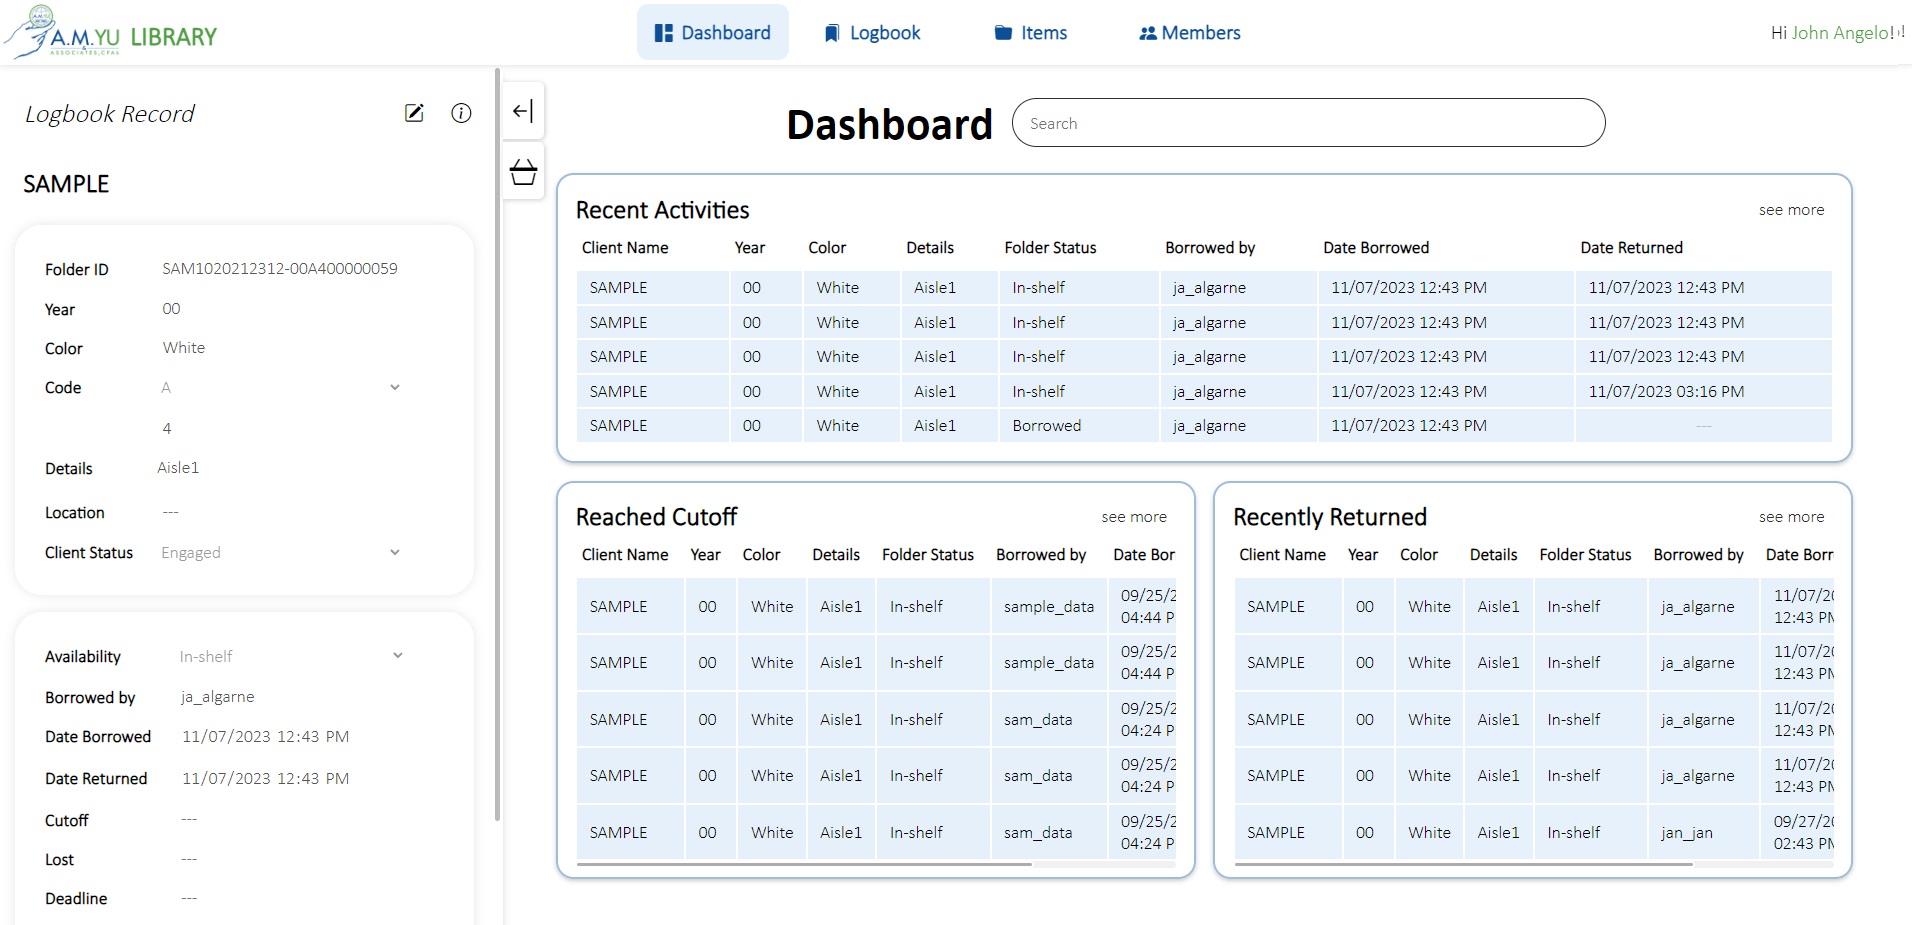 A.M.YU LIBRARY
ASSOCIATES,CPAS
Dashboard
Logbook
Items
Members
Hi John Angelo!
Logbook Record
SAMPLE
Folder ID SAM1020212312-00A400000059
Year 00
Color White
Code A
4
Details Aisle1
Location ---
Client Status Engaged
Availability In-shelf
Borrowed by ja_algarne
Date Borrowed 11/07/2023 12:43 PM
Date Returned 11/07/2023 12:43 PM
Cutoff ---
Lost ---
Deadline ---
Dashboard Search
Recent Activities see more
Client Name Year Color Details Folder Status Borrowed by Date Borrowed Date Returned
SAMPLE 00 White Aisle1 In-shelf ja_algarne 11/07/2023 12:43 PM 11/07/2023 12:43 PM
SAMPLE 00 White Aisle1 In-shelf ja_algarne 11/07/2023 12:43 PM 11/07/2023 12:43 PM
SAMPLE 00 White Aisle1 In-shelf ja_algarne 11/07/2023 12:43 PM 11/07/2023 12:43 PM
SAMPLE 00 White Aisle1 In-shelf ja_algarne 11/07/2023 12:43 PM 11/07/2023 03:16 PM
SAMPLE 00 White Aisle1 Borrowed ja_algarne 11/07/2023 12:43 PM ---
Reached Cutoff see more
Client Name Year Color Details Folder Status Borrowed by Date Bor
SAMPLE 00 White Aisle1 In-shelf sample_data 09/25/2
04:44 P
SAMPLE 00 White Aisle1 In-shelf sample_data 09/25/2
04:44 P
SAMPLE 00 White Aisle1 In-shelf sam_data 09/25/2
04:24 P
SAMPLE 00 White Aisle1 In-shelf sam_data 09/25/2
04:24 P
SAMPLE 00 White Aisle1 In-shelf sam_data 09/25/2
04:24 P
Recently Returned see more
Client Name Year Color Details Folder Status Borrowed by Date Borr
SAMPLE 00 White Aisle1 In-shelf ja_algarne 11/07/20
12:43 PM
SAMPLE 00 White Aisle1 In-shelf ja_algarne 11/07/20
12:43 PM
SAMPLE 00 White Aisle1 In-shelf ja_algarne 11/07/20
12:43 PM
SAMPLE 00 White Aisle1 In-shelf ja_algarne 11/07/20
12:43 PM
SAMPLE 00 White Aisle1 In-shelf jan_jan 09/27/20
02:43 PM